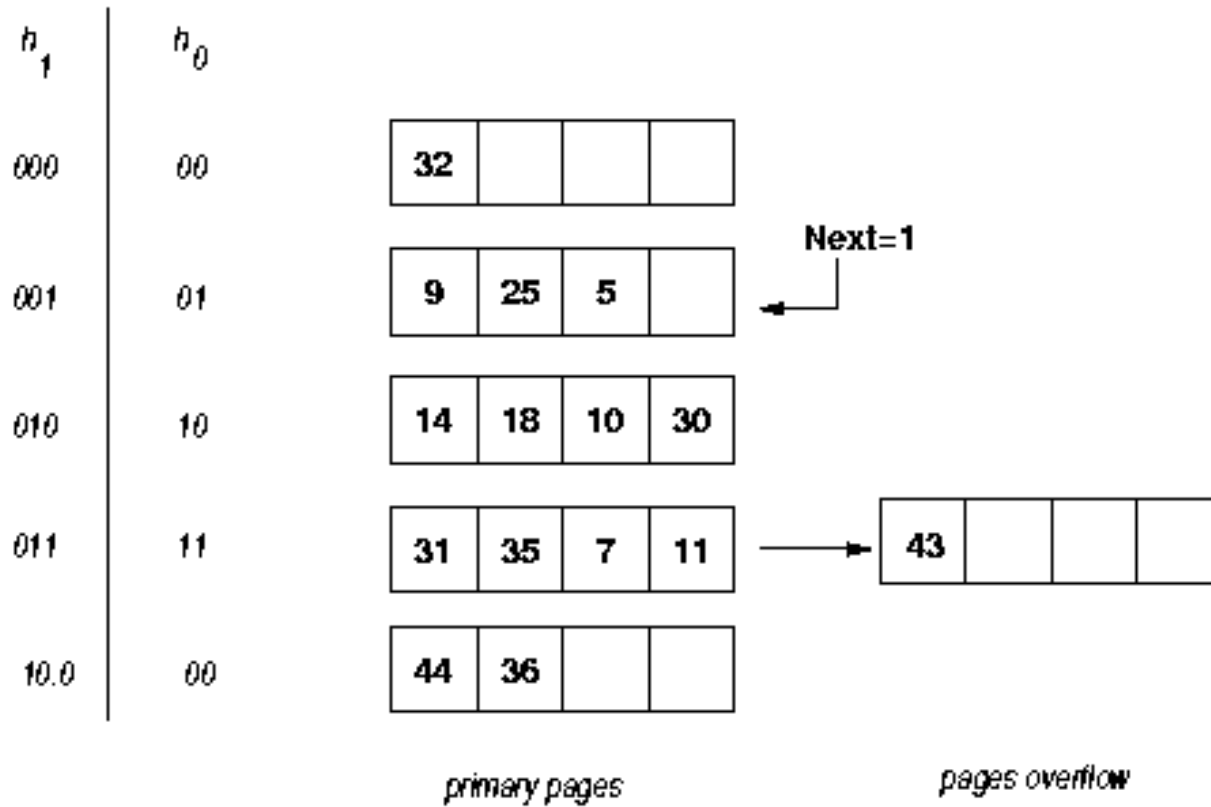 h1 h0
000 00 32
Next=1
001 01 9 25 5
010 10 14 18 10 30
011 11 31 35 7 11 43
10.0 00 44 36
primary pages pages overflow